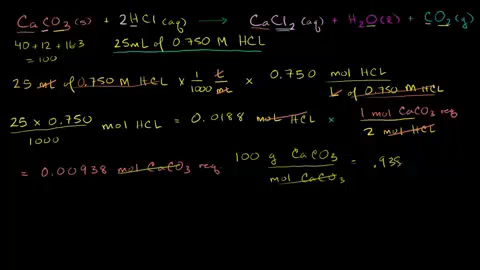 CaCO₃(s) + 2HCl(aq) → CaCl₂(aq) + H₂O(l) + CO₂(g)
40+12+16·3 25mL of 0.750 M HCL
= 100
25 mL of 0.750 M HCL × 1/1000 L/mL × 0.750 mol HCL / L of 0.750 M HCL
25 × 0.750 / 1000 mol HCL = 0.0188 mol HCL × 1 mol CaCO₃ req / 2 mol HCL
= 0.00938 mol CaCO₃ req 100 g CaCO₃ / mol CaCO₃ = .938